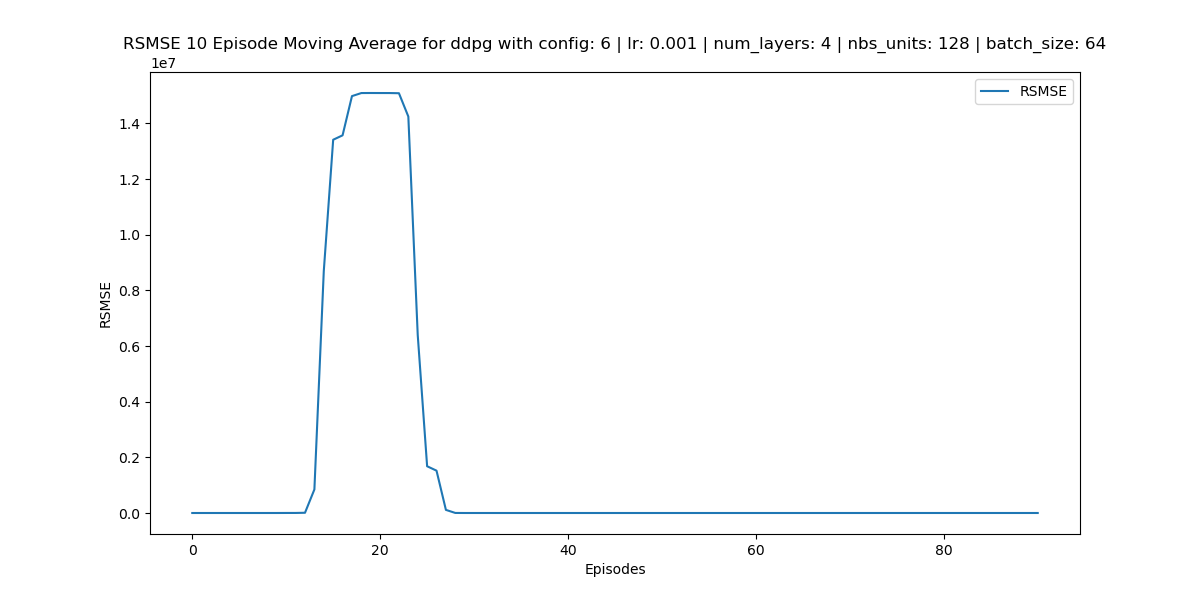 RSMSE 10 Episode Moving Average for ddpg with config: 6 | lr: 0.001 | num_layers: 4 | nbs_units: 128 | batch_size: 64
1e7
RSMSE
1.4
1.2
1.0
0.8
0.6
0.4
0.2
0.0
RSMSE
0 20 40 60 80
Episodes